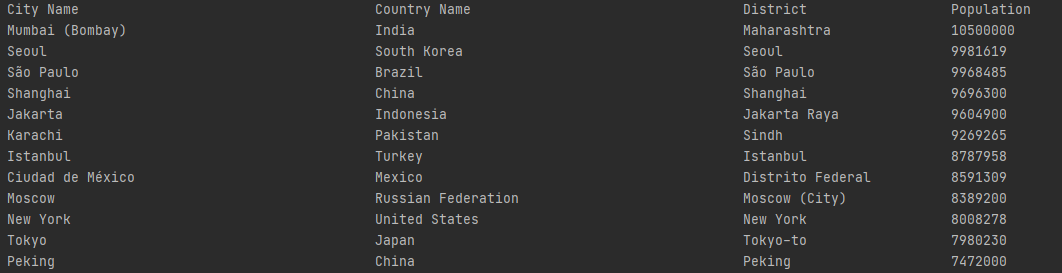 City Name Country Name District Population
Mumbai (Bombay) India Maharashtra 10500000
Seoul South Korea Seoul 9981619
São Paulo Brazil São Paulo 9968485
Shanghai China Shanghai 9696300
Jakarta Indonesia Jakarta Raya 9604900
Karachi Pakistan Sindh 9269265
Istanbul Turkey Istanbul 8787958
Ciudad de México Mexico Distrito Federal 8591309
Moscow Russian Federation Moscow (City) 8389200
New York United States New York 8008278
Tokyo Japan Tokyo-to 7980230
Peking China Peking 7472000